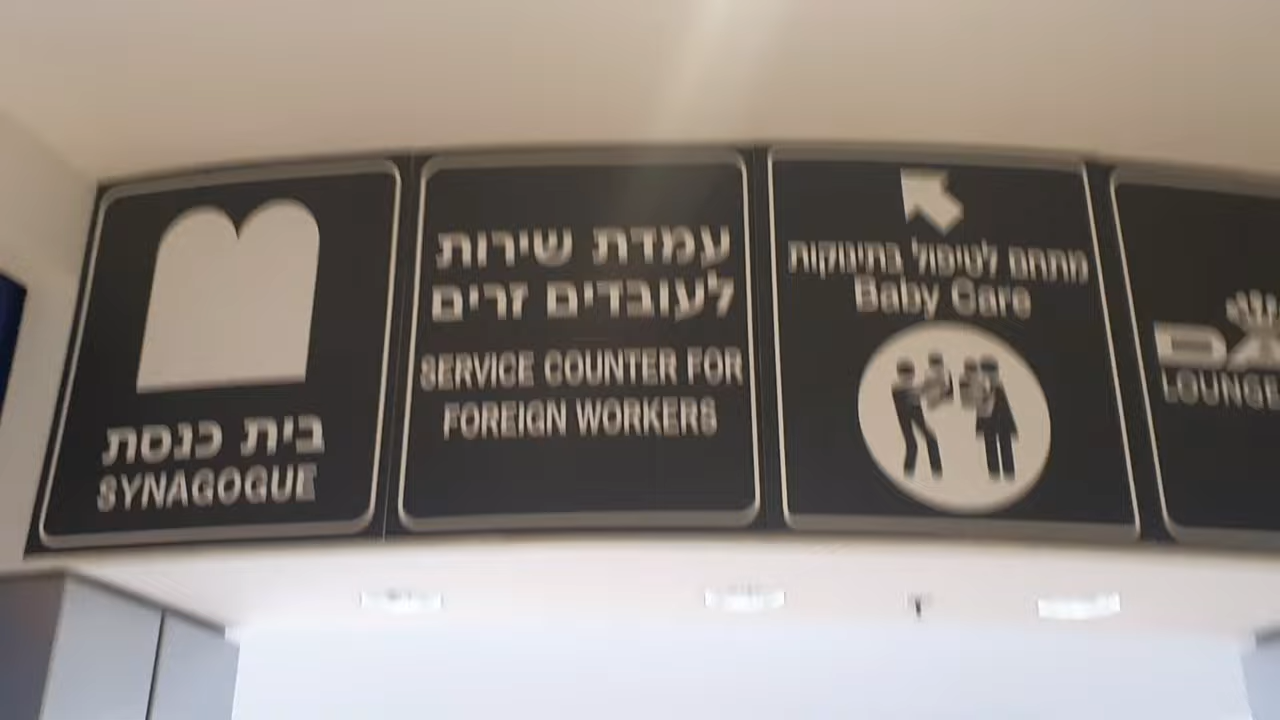 בית כנסת
SYNAGOGUE
עמדת שירות
לעובדים זרים
SERVICE COUNTER FOR
FOREIGN WORKERS
מתחם לטיפול בתינוקות
Baby Care
LOUNGE